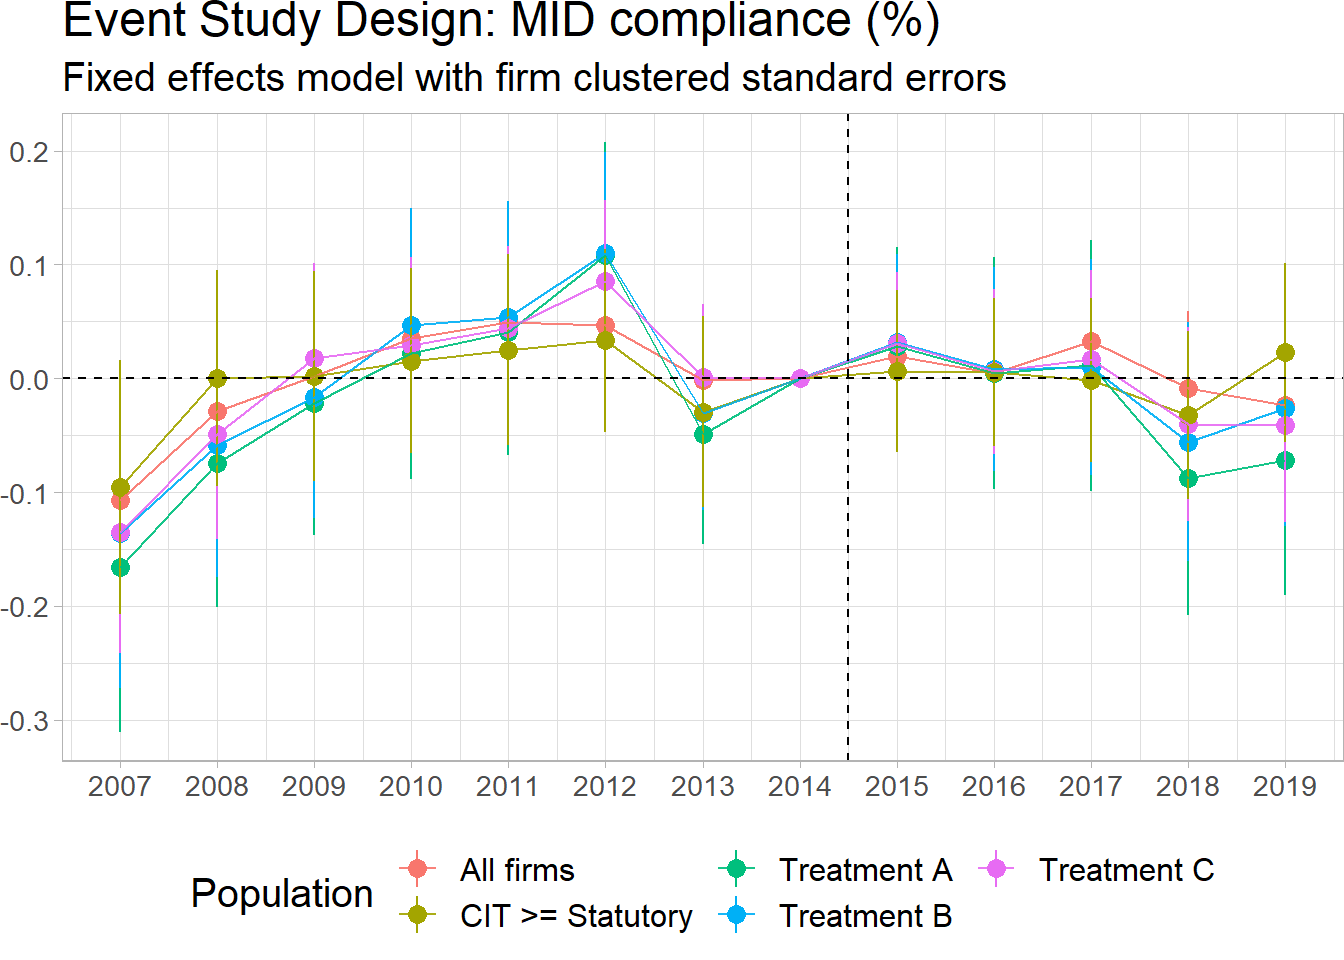 Event Study Design: MID compliance (%)
Fixed effects model with firm clustered standard errors
0.2
0.1
0.0
-0.1
-0.2
-0.3
2007 2008 2009 2010 2011 2012 2013 2014 2015 2016 2017 2018 2019
Population
All firms
CIT >= Statutory
Treatment A
Treatment B
Treatment C